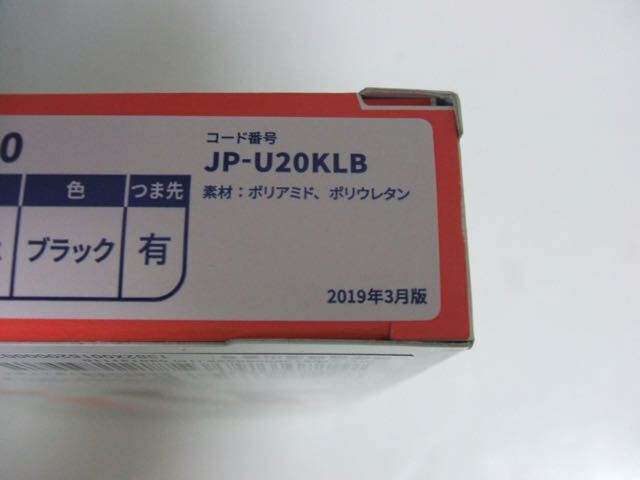 0
コード番号
JP-U20KLB
素材：ポリアミド、ポリウレタン
色 つま先
ブラック 有
2019年3月版